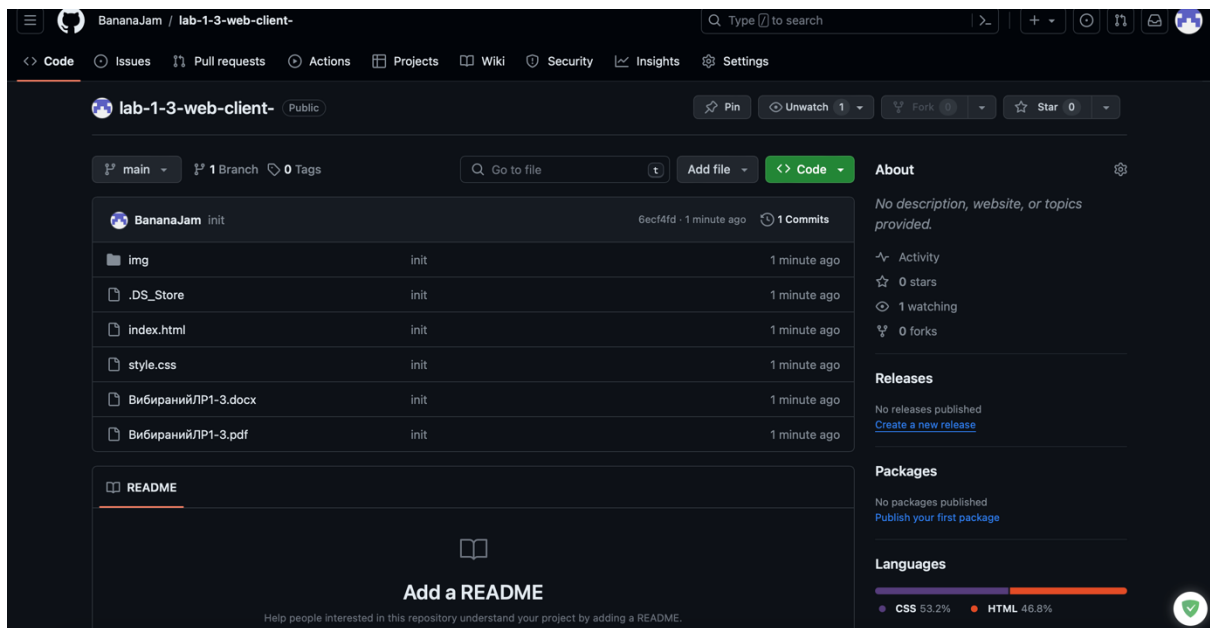 BananaJam / lab-1-3-web-client-
Type / to search
Code Issues Pull requests Actions Projects Wiki Security Insights Settings
lab-1-3-web-client- Public
Pin Unwatch 1 Fork 0 Star 0
main 1 Branch 0 Tags
Go to file t Add file Code
BananaJam init 6ecf4fd · 1 minute ago 1 Commits
img init 1 minute ago
.DS_Store init 1 minute ago
index.html init 1 minute ago
style.css init 1 minute ago
ВибиранийЛР1-3.docx init 1 minute ago
ВибиранийЛР1-3.pdf init 1 minute ago
README
Add a README
Help people interested in this repository understand your project by adding a README.
About
No description, website, or topics
provided.
Activity
0 stars
1 watching
0 forks
Releases
No releases published
Create a new release
Packages
No packages published
Publish your first package
Languages
CSS 53.2% HTML 46.8%